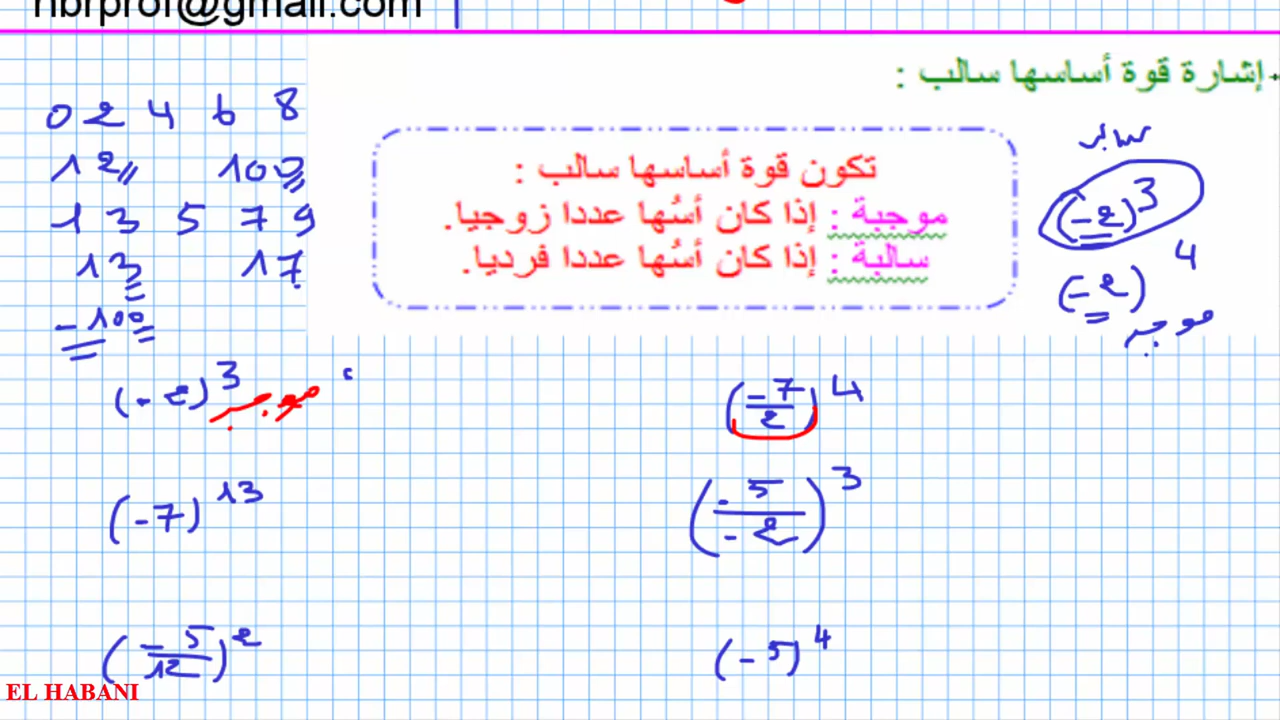 hbrprof@gmail.com
إشارة قوة أساسها سالب :
تكون قوة أساسها سالب :
موجبة : إذا كان أسُها عددا زوجيا.
سالبة : إذا كان أسُها عددا فرديا.
0 2 4 6 8
12 100
1 3 5 7 9
13 17
-100
سالب
(-2)^3
(-2)^4
موجب
(-2)^3 موجب
(-7)^13
(-5/12)^2
(-7/2)^4
(-5/-2)^3
(-5)^4
EL HABANI